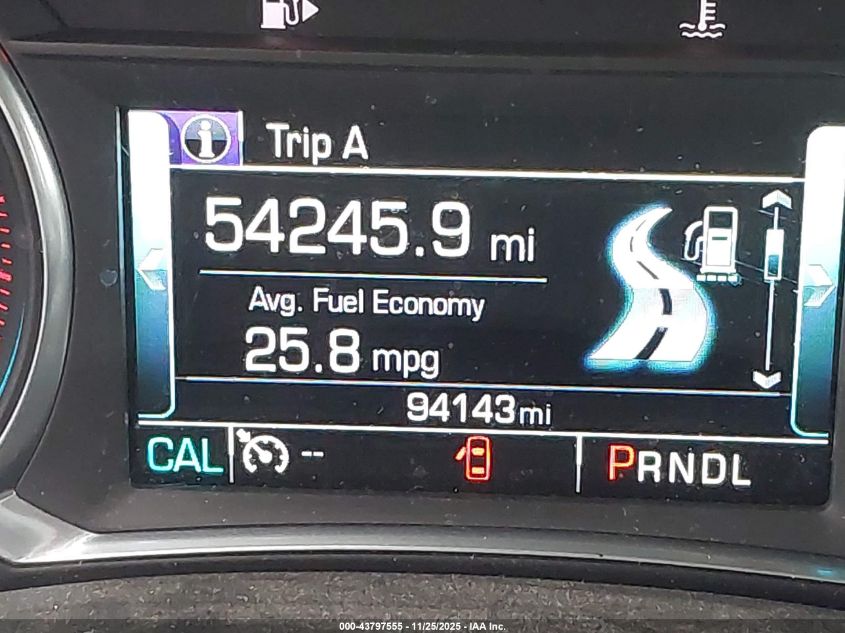 Trip A
54245.9 mi
Avg. Fuel Economy
25.8 mpg
94143mi
CAL -- PRNDL
000-43797555 - 11/25/2025 - IAA Inc.